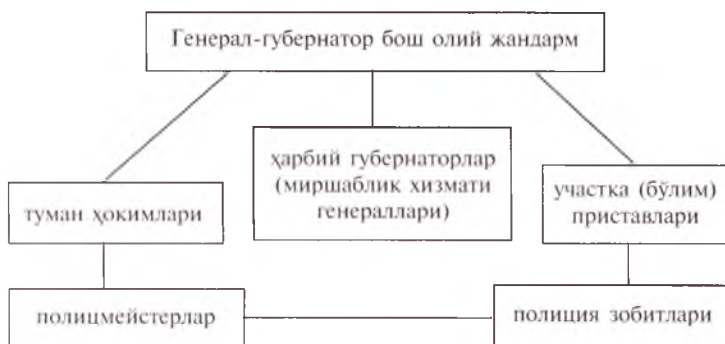 Генерал-губернатор бош олий жандарм
ҳарбий губернаторлар
(миршаблик хизмати
генераллари)
туман ҳокимлари
участка (бўлим)
приставлари
полицмейстерлар
полиция зобитлари